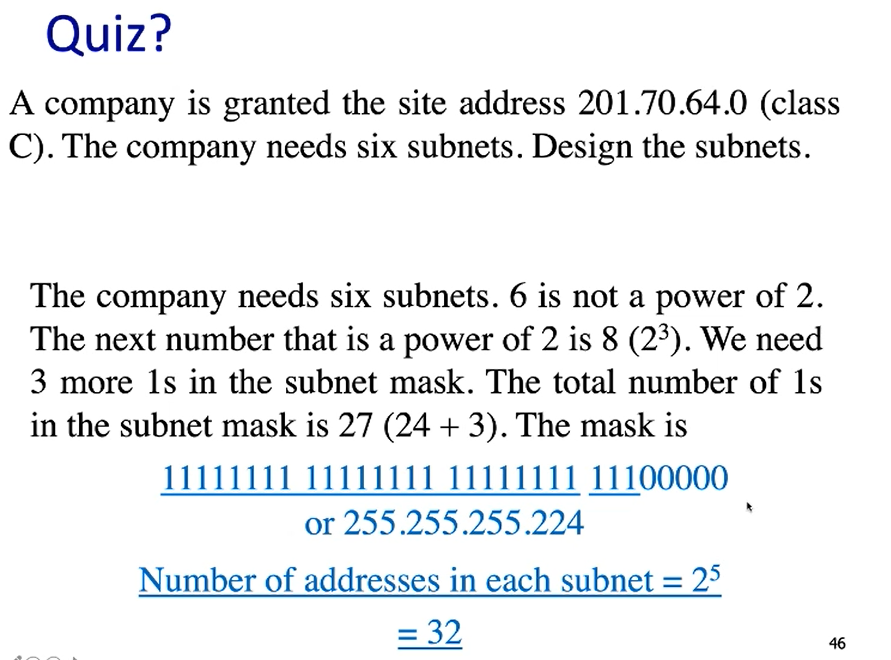 Quiz?
A company is granted the site address 201.70.64.0 (class
C). The company needs six subnets. Design the subnets.
The company needs six subnets. 6 is not a power of 2.
The next number that is a power of 2 is 8 (2³). We need
3 more 1s in the subnet mask. The total number of 1s
in the subnet mask is 27 (24 + 3). The mask is
11111111 11111111 11111111 11100000
or 255.255.255.224
Number of addresses in each subnet = 2⁵
= 32
46